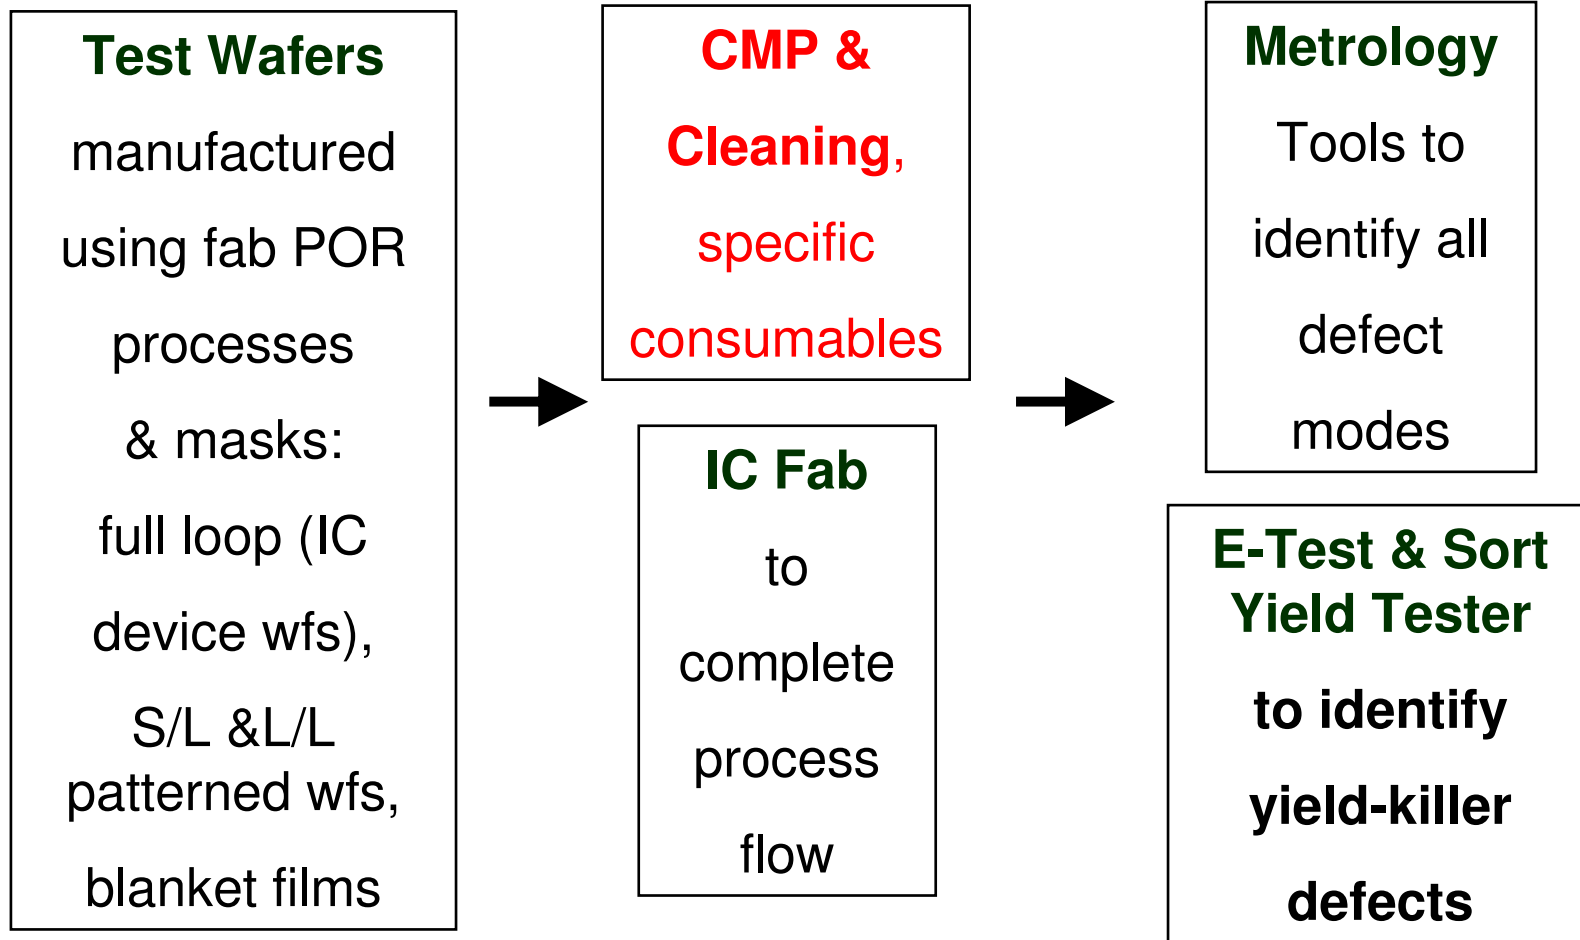 Test Wafers
manufactured
using fab POR
processes
& masks:
full loop (IC
device wfs),
S/L &L/L
patterned wfs,
blanket films
CMP &
Cleaning,
specific
consumables
IC Fab
to
complete
process
flow
Metrology
Tools to
identify all
defect
modes
E-Test & Sort
Yield Tester
to identify
yield-killer
defects